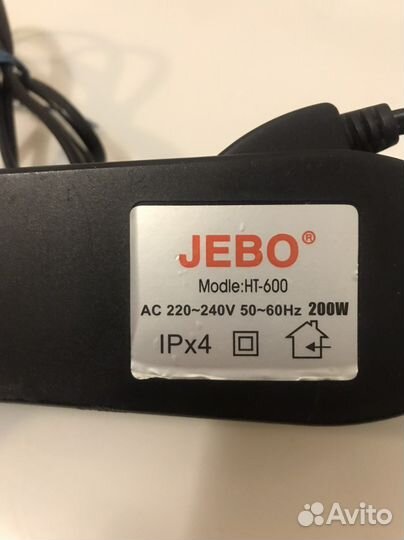 JEBO®
Modle:HT-600
AC 220~240V 50~60Hz 200W
IPx4
Avito